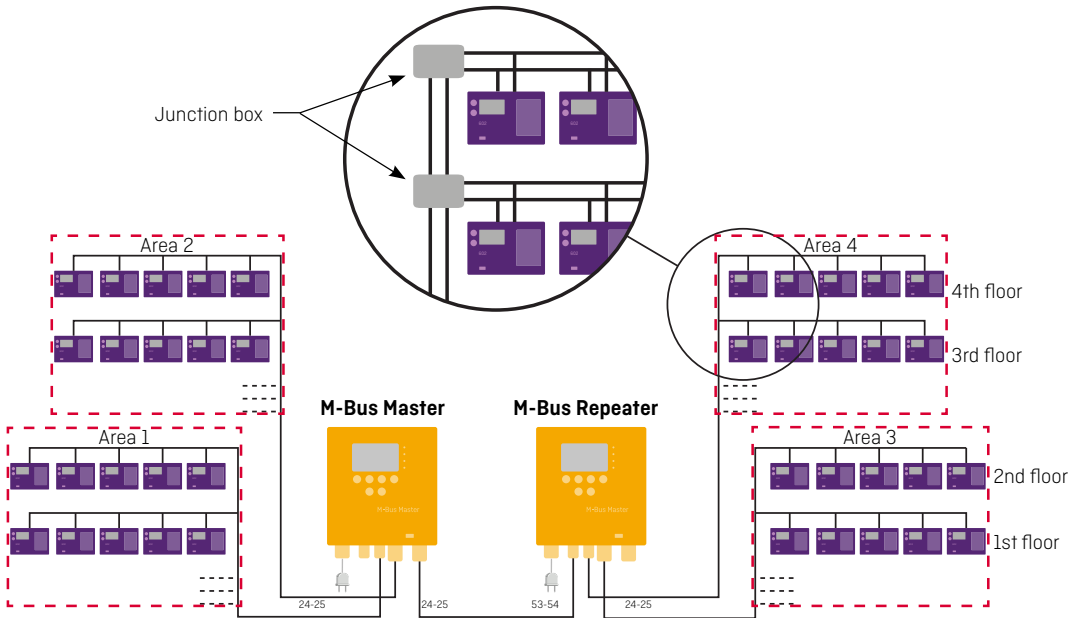 Junction box
Area 2
Area 4
4th floor
3rd floor
M-Bus Master
M-Bus Repeater
Area 1
Area 3
2nd floor
1st floor
M-Bus Master
M-Bus Master
24-25
24-25
53-54
24-25